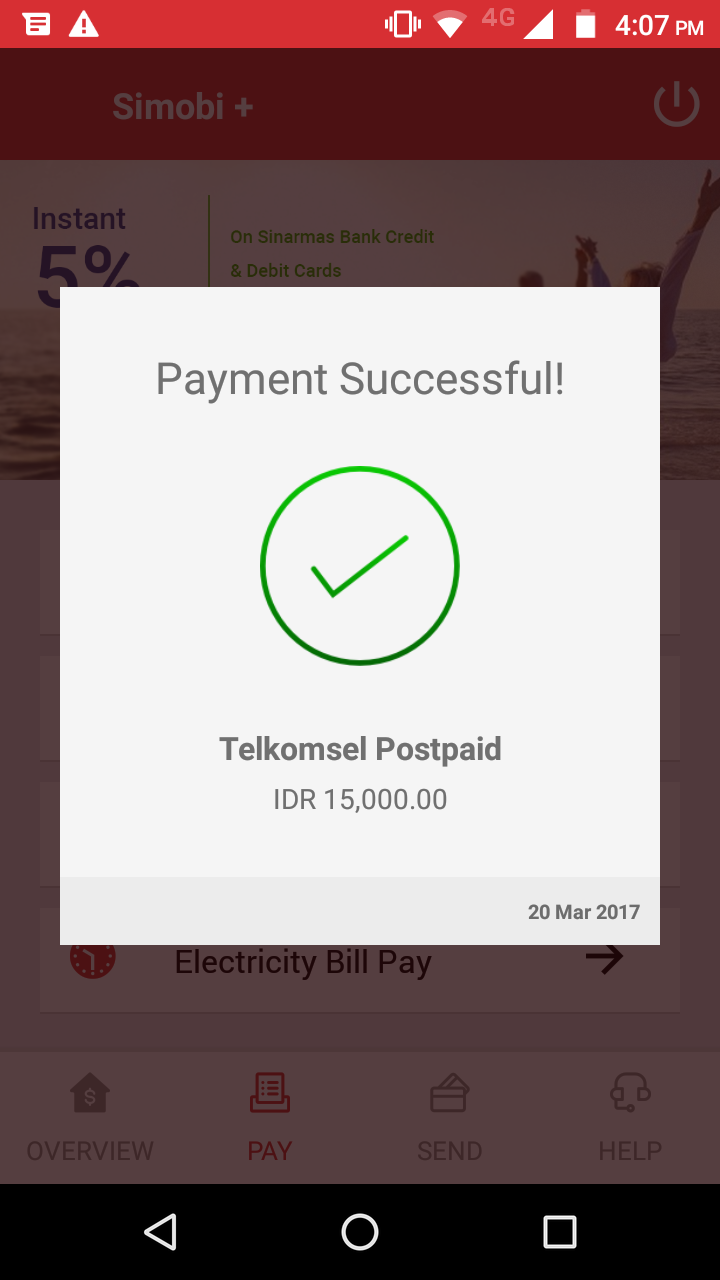 4G 4:07 PM
Simobi +
Instant
5%
On Sinarmas Bank Credit
& Debit Cards
Payment Successful!
Telkomsel Postpaid
IDR 15,000.00
20 Mar 2017
Electricity Bill Pay
OVERVIEW PAY SEND HELP